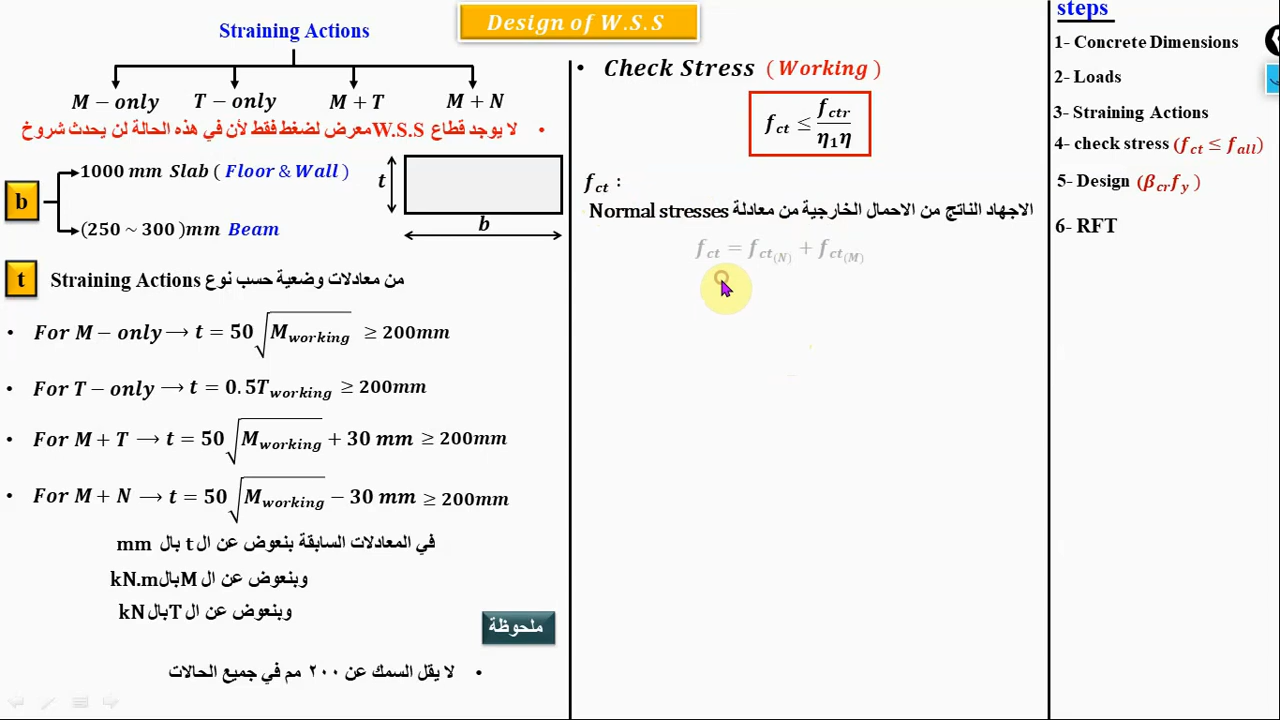 Design of W.S.S
Straining Actions
M − only T − only M + T M + N
• لا يوجد قطاع W.S.S معرض لضغط فقط لأن في هذه الحالة لن يحدث شروخ
b
1000 mm Slab ( Floor & Wall )
(250 ~ 300 )mm Beam
t
b
t
من معادلات وضعية حسب نوع Straining Actions
• For M − only → t = 50 √M_working ≥ 200mm
• For T − only → t = 0.5T_working ≥ 200mm
• For M + T → t = 50 √M_working + 30 mm ≥ 200mm
• For M + N → t = 50 √M_working − 30 mm ≥ 200mm
في المعادلات السابقة بنعوض عن ال t بال mm
وبنعوض عن ال M بال kN.m
وبنعوض عن ال T بال kN
ملحوظة
• لا يقل السمك عن ٢٠٠ مم في جميع الحالات
• Check Stress (Working)
f_ct ≤ f_ctr / η₁η
f_ct :
الاجهاد الناتج من الاحمال الخارجية من معادلة Normal stresses
f_ct = f_ct(N) + f_ct(M)
steps
1- Concrete Dimensions
2- Loads
3- Straining Actions
4- check stress (f_ct ≤ f_all)
5- Design (β_cr f_y )
6- RFT